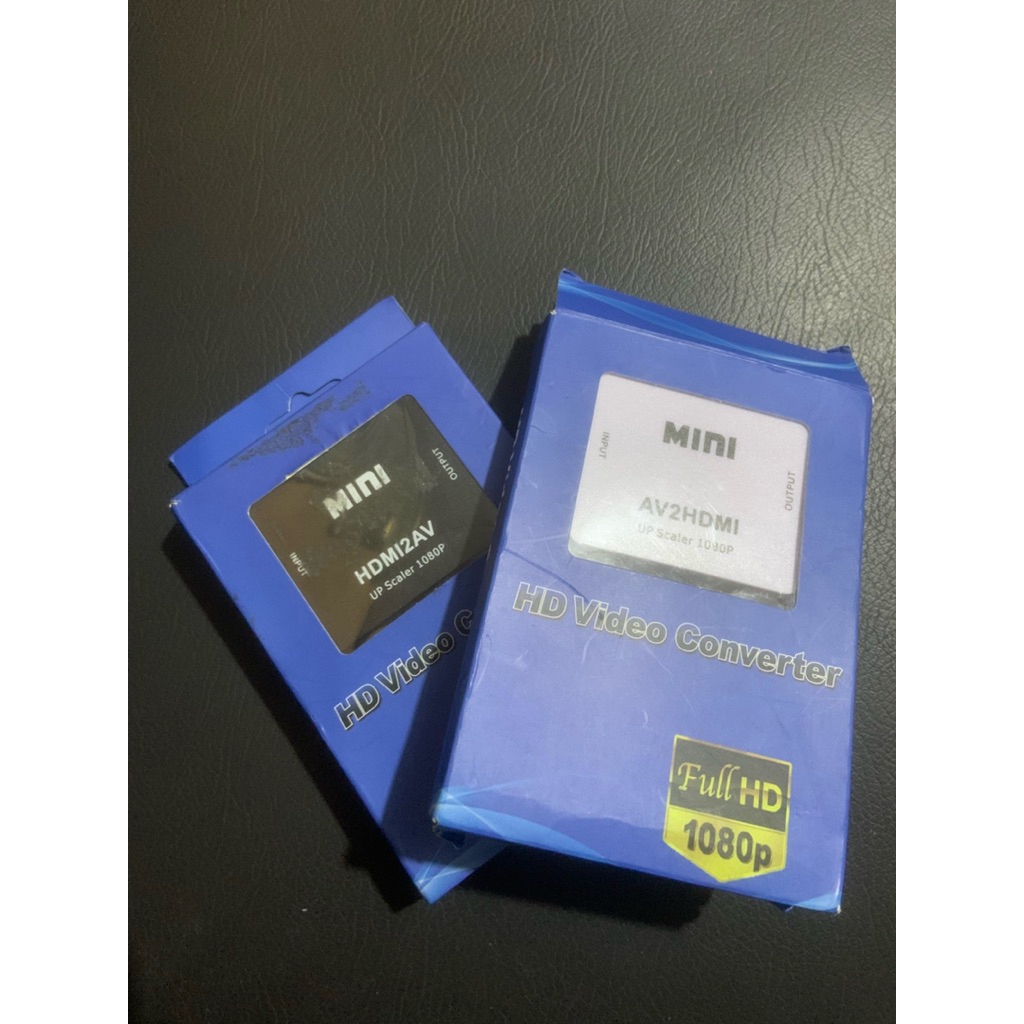 MINI
INPUT
OUTPUT
HDMI2AV
UP Scaler 1080P
HD Video C
MINI
INPUT
OUTPUT
AV2HDMI
UP Scaler 1080P
HD Video Converter
Full HD
1080p